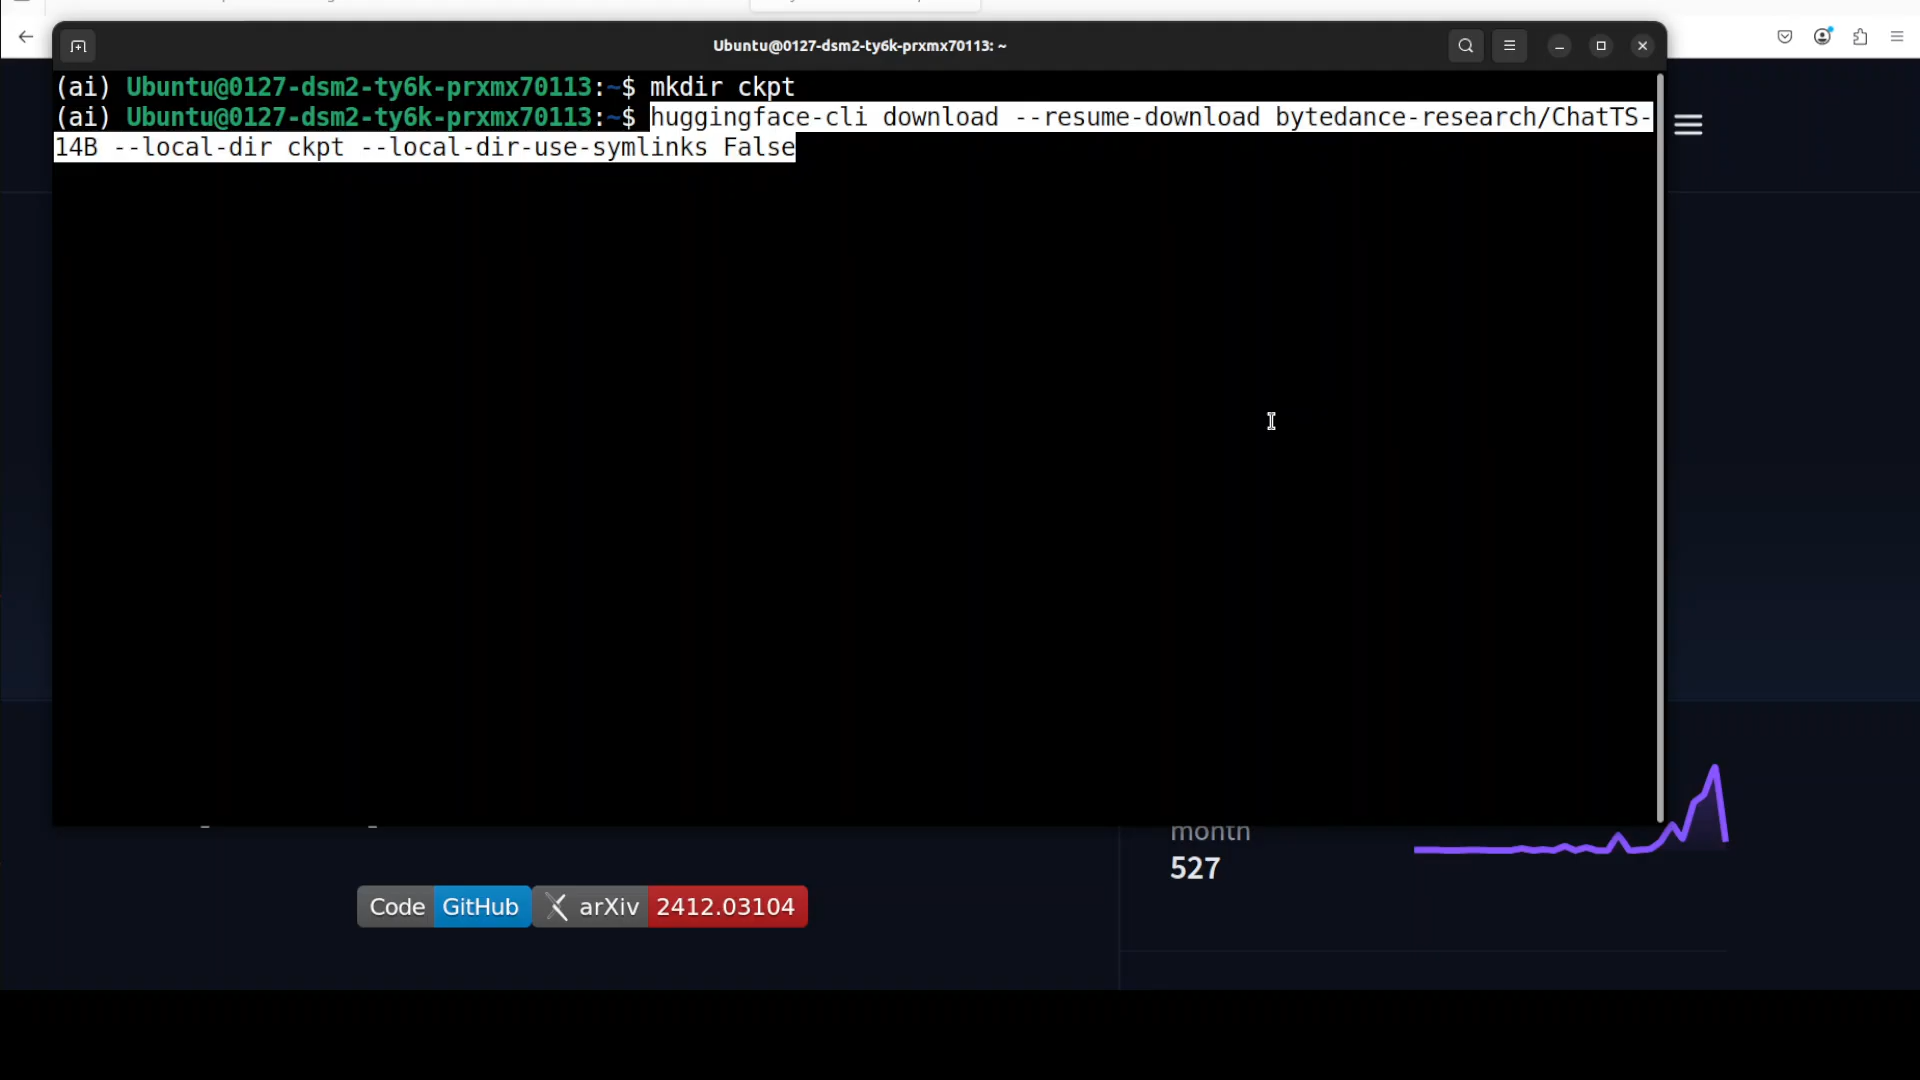 Ubuntu@0127-dsm2-ty6k-prxmx70113: ~
(ai) Ubuntu@0127-dsm2-ty6k-prxmx70113:~$ mkdir ckpt
(ai) Ubuntu@0127-dsm2-ty6k-prxmx70113:~$ huggingface-cli download --resume-download bytedance-research/ChatTS-
14B --local-dir ckpt --local-dir-use-symlinks False
month
527
Code GitHub arXiv 2412.03104